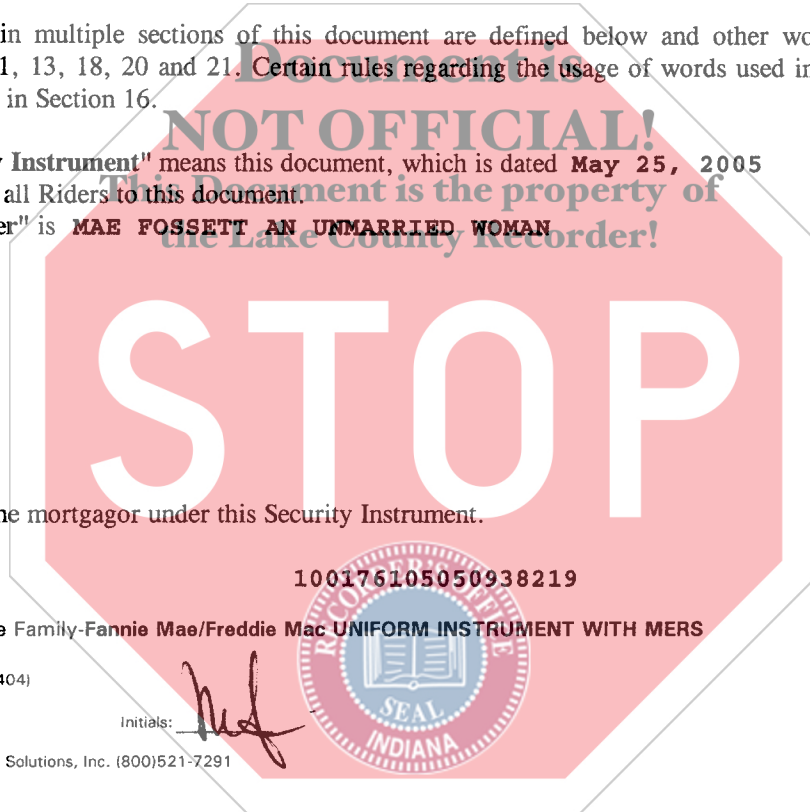 in multiple sections of this document are defined below and other wo
1, 13, 18, 20 and 21. Certain rules regarding the usage of words used in
in Section 16.
Document is
NOT OFFICIAL!
Instrument" means this document, which is dated May 25, 2005
This Document is the property of
all Riders to this document.
er" is MAE FOSSETT AN UNMARRIED WOMAN
the Lake County Recorder!
STOP
he mortgagor under this Security Instrument.
100176105050938219
e Family-Fannie Mae/Freddie Mac UNIFORM INSTRUMENT WITH MERS
RECORDER'S OFFICE
404)
Initials: MF
SEAL
INDIANA
Solutions, Inc. (800)521-7291